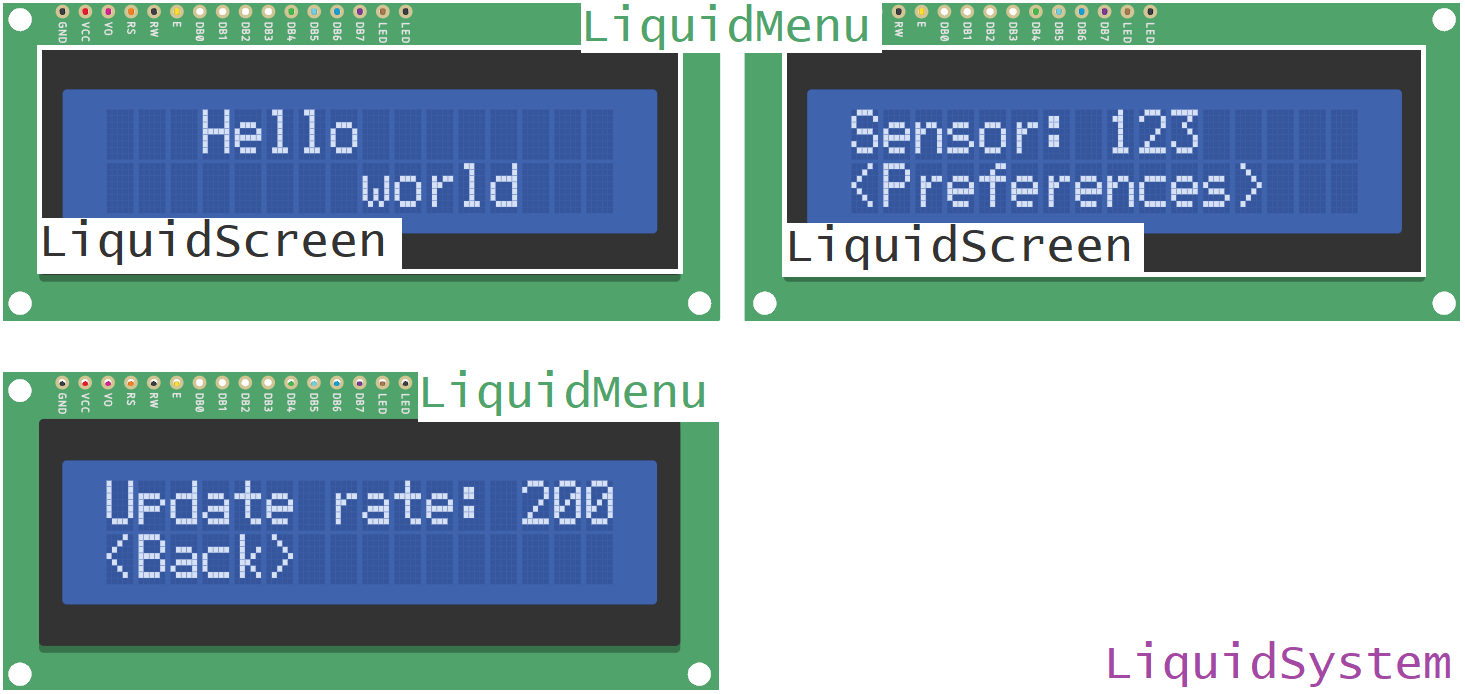 GND VCC VO RS RW E DB0 DB1 DB2 DB3 DB4 DB5 DB6 DB7 LED LED
LiquidMenu
RW E DB0 DB1 DB2 DB3 DB4 DB5 DB6 DB7 LED LED
Hello
world
LiquidScreen
Sensor: 123
<Preferences>
LiquidScreen
GND VCC VO RS RW E DB0 DB1 DB2 DB3 DB4 DB5 DB6 DB7 LED LED
LiquidMenu
Update rate: 200
<Back>
LiquidSystem